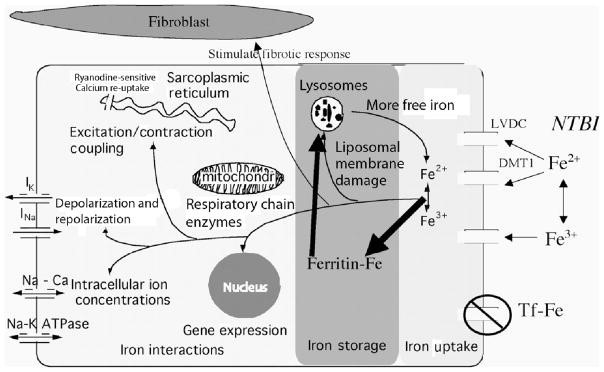 Fibroblast
Stimulate fibrotic response
Ryanodine-sensitive
Calcium re-uptake
Sarcoplasmic
reticulum
Excitation/contraction
coupling
mitochondr
Respiratory chain
enzymes
Depolarization and
repolarization
Intracellular ion
concentrations
Nucleus
Gene expression
Iron interactions
Lysosomes
More free iron
Liposomal
membrane
damage
Fe2+
Fe3+
Ferritin-Fe
Iron storage
Iron uptake
LVDC
DMT1
NTBI
Fe2+
Fe3+
Tf-Fe
IK
INa
Na - Ca
Na-K ATPase